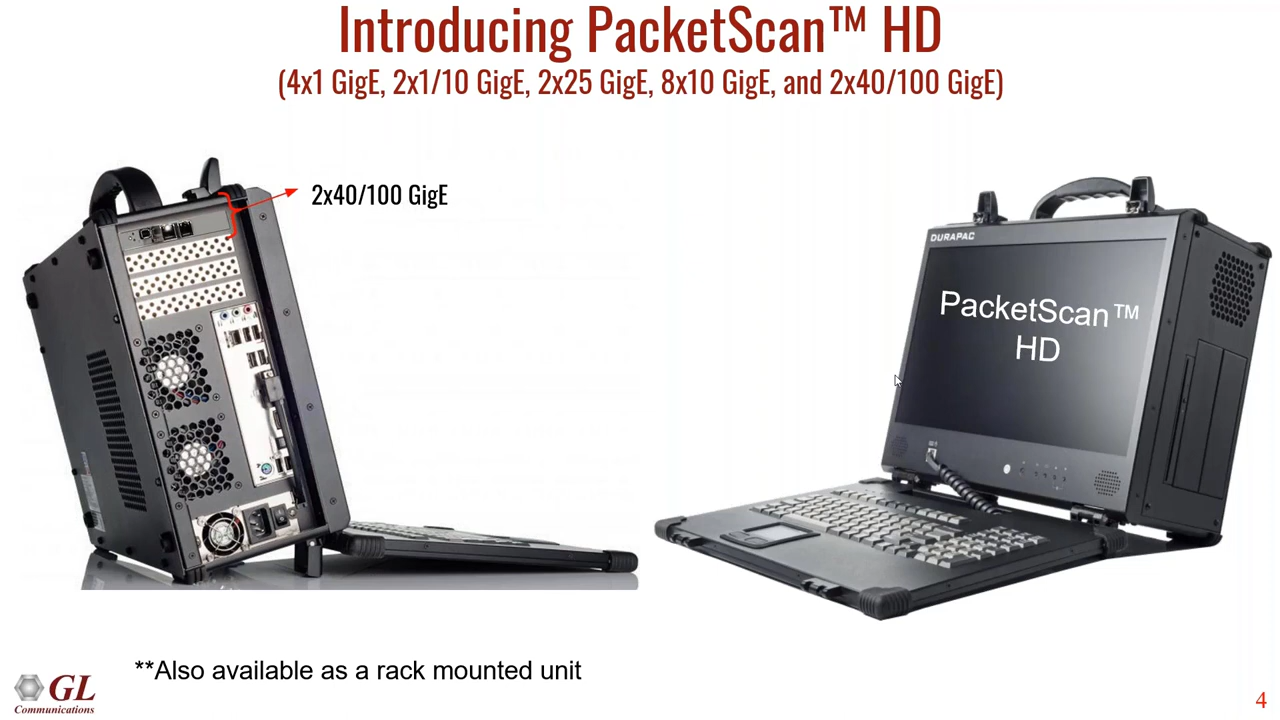 Introducing PacketScan™ HD
(4x1 GigE, 2x1/10 GigE, 2x25 GigE, 8x10 GigE, and 2x40/100 GigE)
2x40/100 GigE
DURAPAC
PacketScan™
HD
**Also available as a rack mounted unit
GL
Communications
4